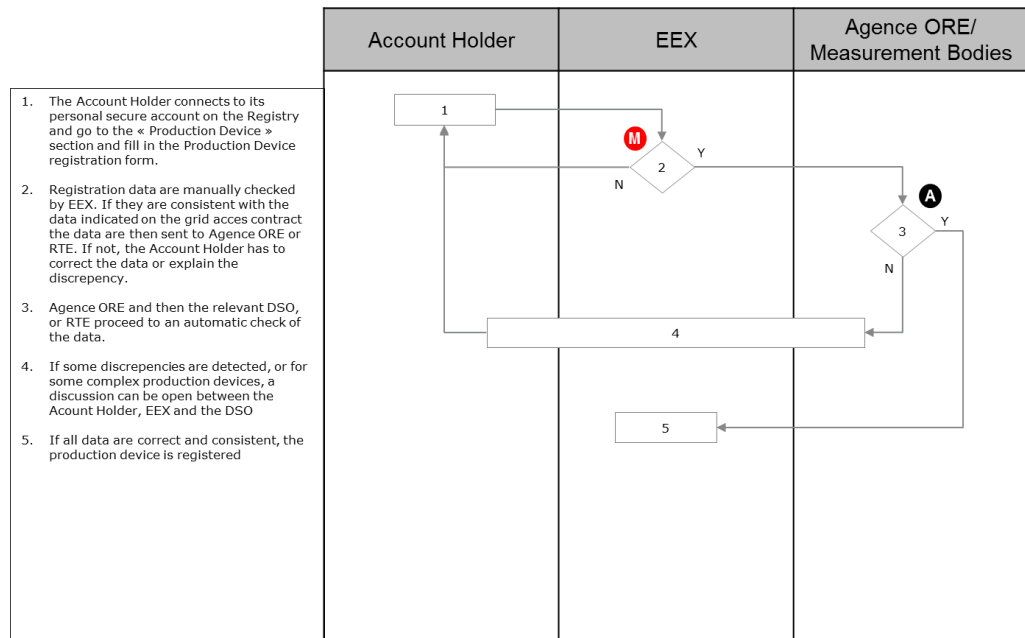 Account Holder
EEX
Agence ORE/
Measurement Bodies
1. The Account Holder connects to its
personal secure account on the Registry
and go to the « Production Device »
section and fill in the Production Device
registration form.
2. Registration data are manually checked
by EEX. If they are consistent with the
data indicated on the grid acces contract
the data are then sent to Agence ORE or
RTE. If not, the Account Holder has to
correct the data or explain the
discrepency.
3. Agence ORE and then the relevant DSO,
or RTE proceed to an automatic check of
the data.
4. If some discrepencies are detected, or for
some complex production devices, a
discussion can be open between the
Acount Holder, EEX and the DSO
5. If all data are correct and consistent, the
production device is registered
1
M
2
Y
N
A
3
Y
N
4
5